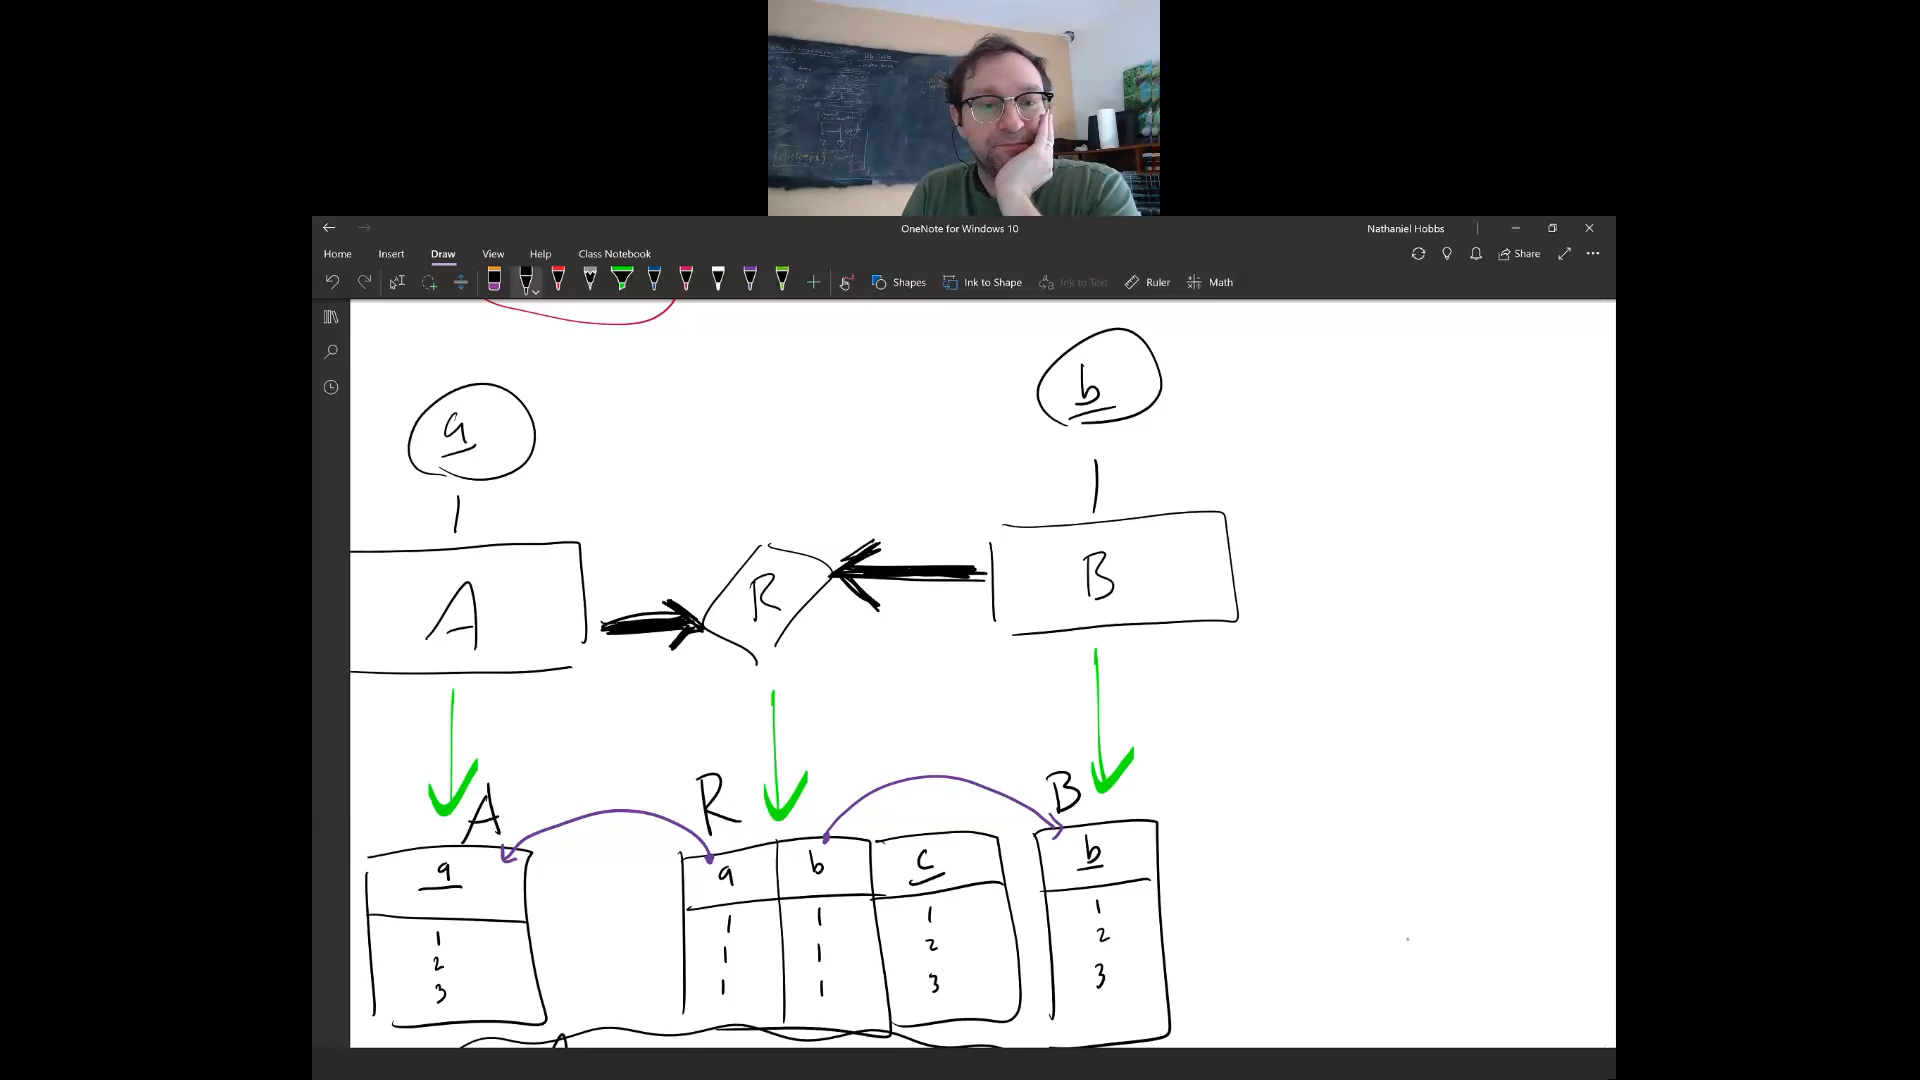 OneNote for Windows 10
Nathaniel Hobbs
Home Insert Draw View Help Class Notebook
Share
Shapes Ink to Shape Ink to Text Ruler Math
b
a
B
R
A
A R B
a a b c b
1 1 1 1 1
2 1 1 2 2
3 1 1 3 3